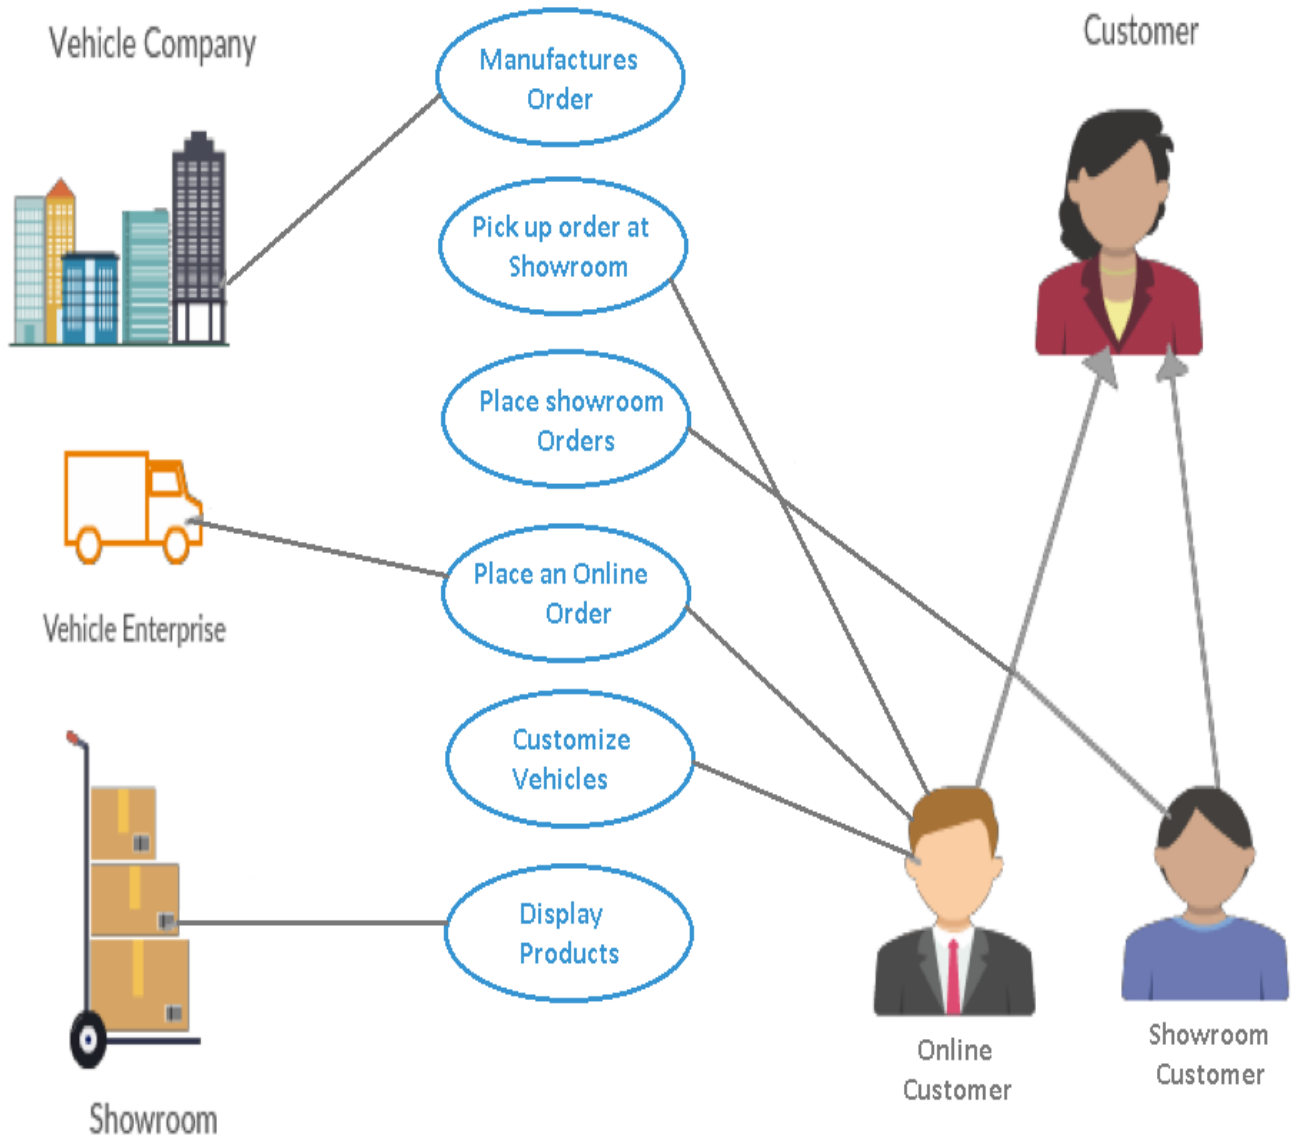 Vehicle Company
Customer
Manufactures
Order
Pick up order at
Showroom
Place showroom
Orders
Place an Online
Order
Vehicle Enterprise
Customize
Vehicles
Display
Products
Online
Customer
Showroom
Customer
Showroom